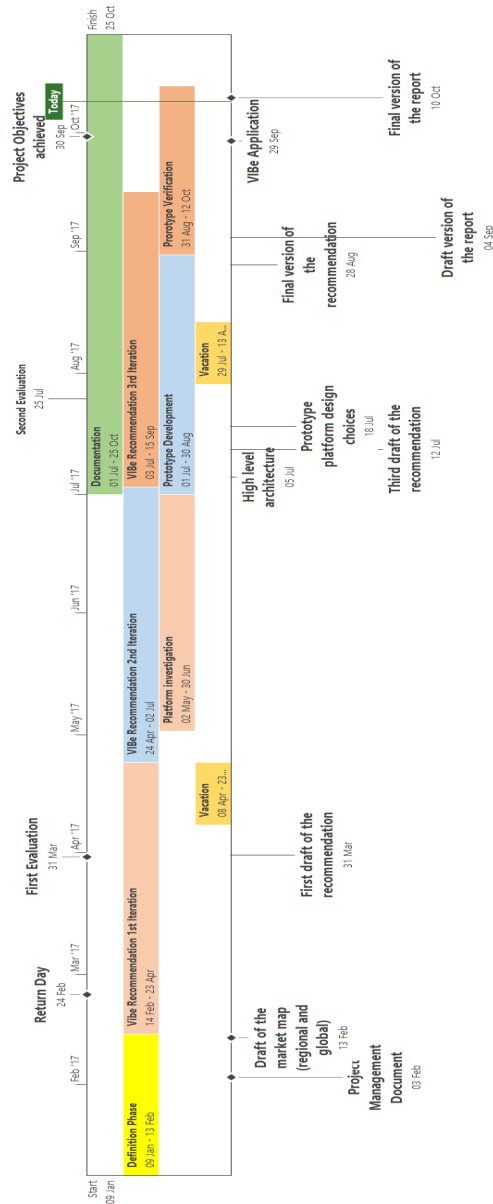 Start
09 Jan
Feb '17
Mar '17
Apr '17
May '17
Jun '17
Jul '17
Aug '17
Sep '17
Oct '17
Finish
25 Oct
Today
Return Day
24 Feb
First Evaluation
31 Mar
Second Evaluation
25 Jul
Project Objectives
achieved
30 Sep
Documentation
01 Jul - 25 Oct
Definition Phase
09 Jan - 13 Feb
Vibe Recommendation 1st Iteration
14 Feb - 23 Apr
VIBe Recommendation 2nd Iteration
24 Apr - 02 Jul
VIBe Recommendation 3rd Iteration
03 Jul - 15 Sep
Platform investigation
02 May - 30 Jun
Prototype Development
01 Jul - 30 Aug
Prorotype Verification
31 Aug - 12 Oct
Vacation
08 Apr - 23...
Vacation
29 Jul - 13 A...
Project
Management
Document
03 Feb
Draft of the
market map
(regional and
global)
13 Feb
First draft of the
recommendation
31 Mar
High level
architecture
05 Jul
Third draft of the
recommendation
12 Jul
Prototype
platform design
choices
18 Jul
Final version of
the
recommendation
28 Aug
Draft version of
the report
04 Sep
VIBe Application
29 Sep
Final version of
the report
10 Oct